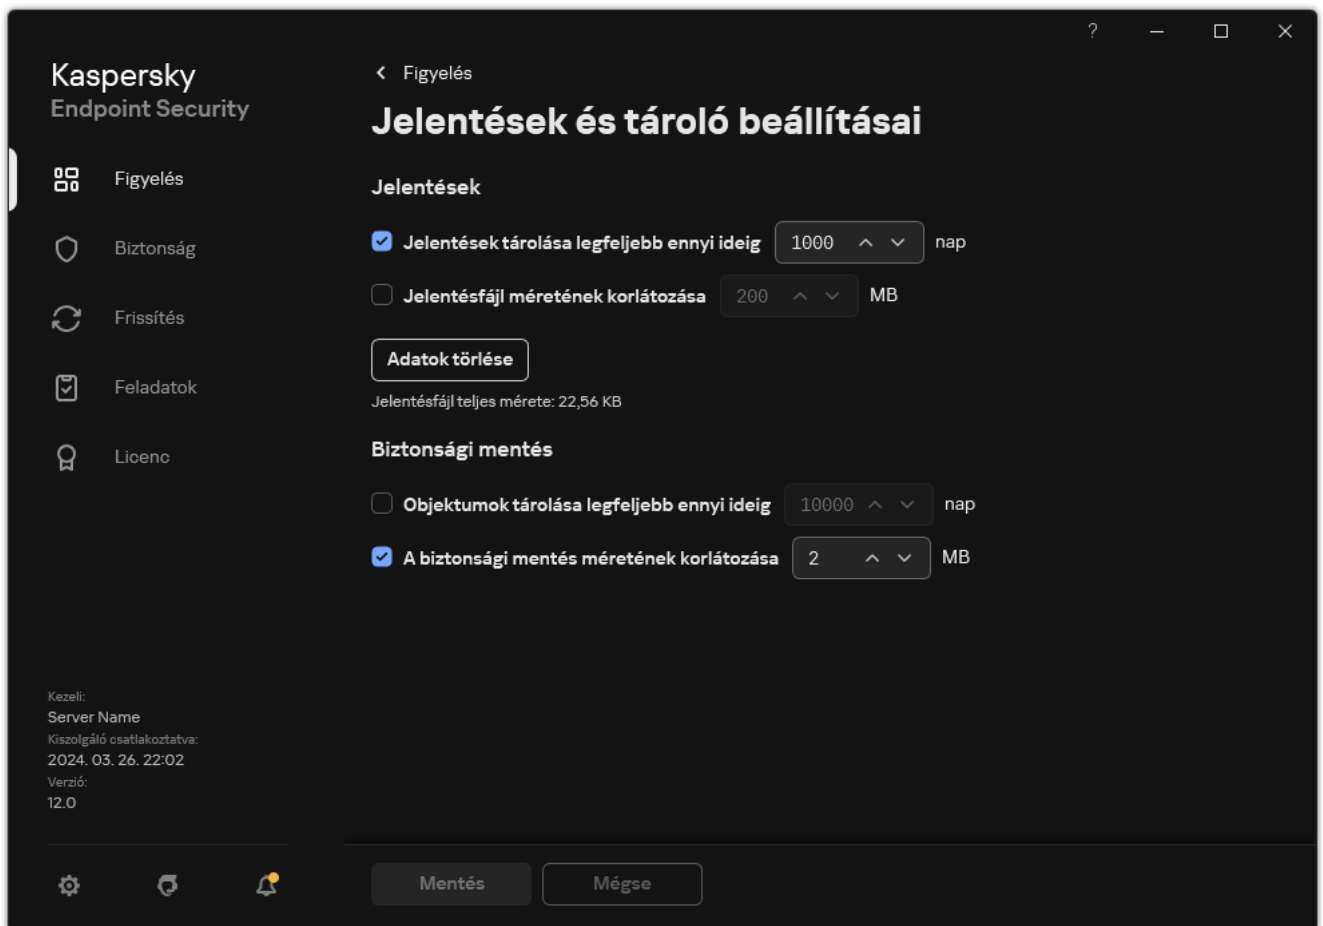 ?
Kaspersky
Endpoint Security
Figyelés
Biztonság
Frissítés
Feladatok
Licenc
Kezeli:
Server Name
Kiszolgáló csatlakoztatva:
2024. 03. 26. 22:02
Verzió:
12.0
Figyelés
Jelentések és tároló beállításai
Jelentések
Jelentések tárolása legfeljebb ennyi ideig 1000 nap
Jelentésfájl méretének korlátozása 200 MB
Adatok törlése
Jelentésfájl teljes mérete: 22,56 KB
Biztonsági mentés
Objektumok tárolása legfeljebb ennyi ideig 10000 nap
A biztonsági mentés méretének korlátozása 2 MB
Mentés Mégse